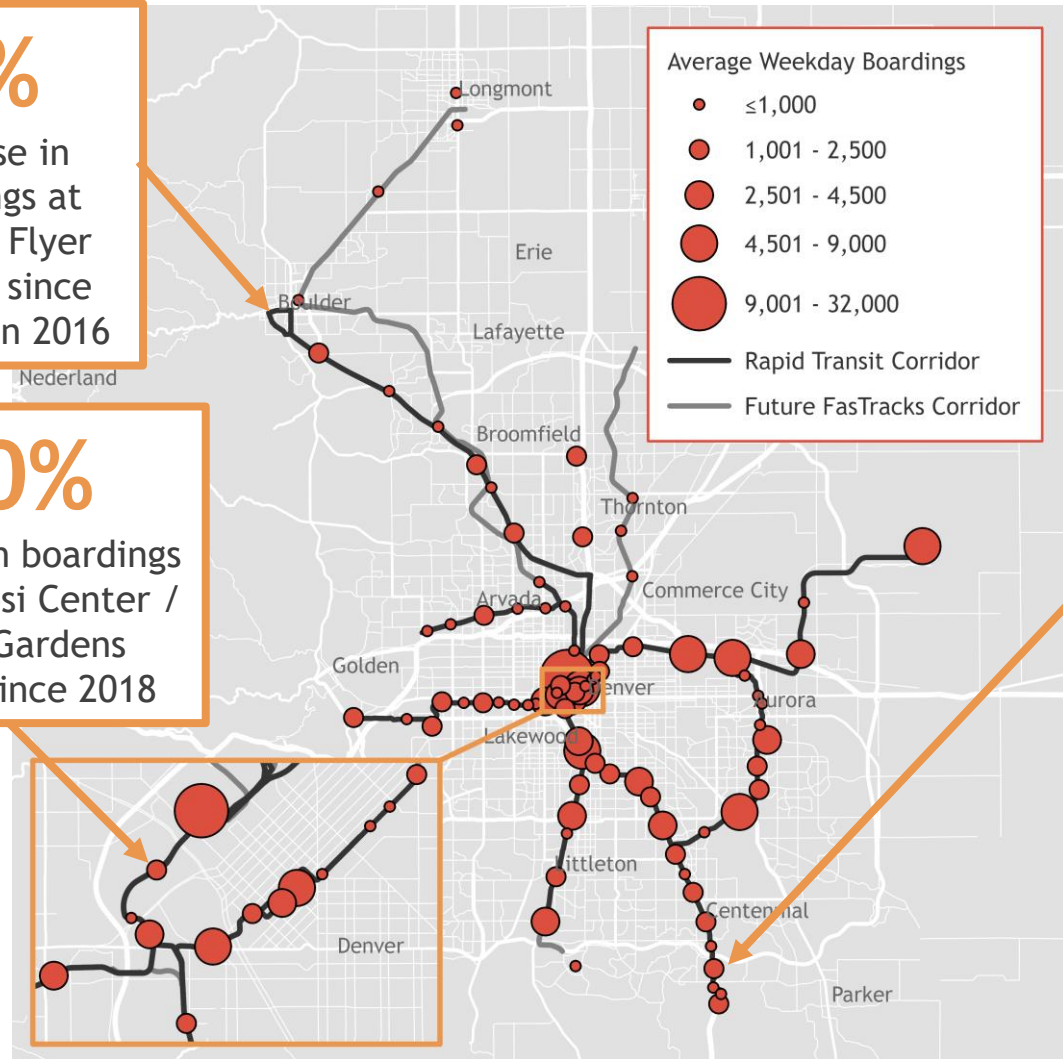 %
se in
gs at
Flyer
since
n 2016
0%
n boardings
si Center /
Gardens
since 2018
Average Weekday Boardings
≤1,000
1,001 - 2,500
2,501 - 4,500
4,501 - 9,000
9,001 - 32,000
Rapid Transit Corridor
Future FasTracks Corridor
Longmont
Erie
Boulder
Lafayette
Nederland
Broomfield
Thornton
Commerce City
Arvada
Golden
Denver
Aurora
Lakewood
Littleton
Centennial
Denver
Parker